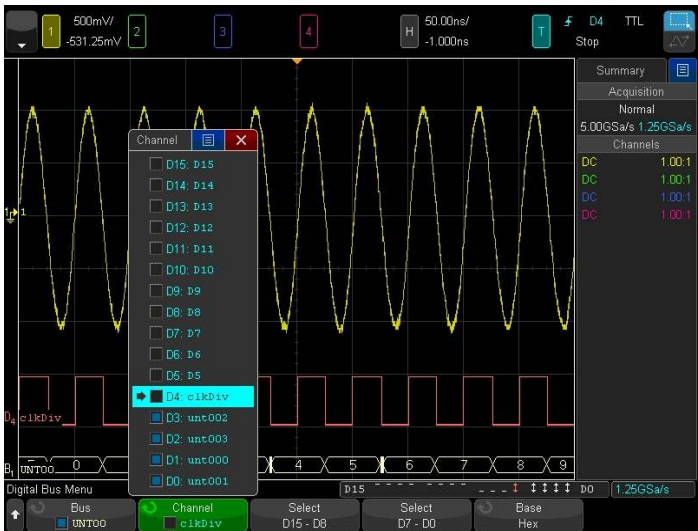 500mV/
1
-531.25mV
2
3
4
H
50.00ns/
-1.000ns
T
D4 TTL
Stop
Summary
Acquisition
Normal
5.00GSa/s 1.25GSa/s
Channels
DC 1.00:1
DC 1.00:1
DC 1.00:1
DC 1.00:1
Channel
D15: D15
D14: D14
D13: D13
D12: D12
D11: D11
D10: D10
D9: D9
D8: D8
D7: D7
D6: D6
D5: D5
D4: clkDiv
D3: unt002
D2: unt003
D1: unt000
D0: unt001
1
D4 clkDiv
B1 UNT00 0 4 5 6 7 8 9
Digital Bus Menu D15 D0 1.25GSa/s
Bus
UNT00
Channel
clkDiv
Select
D15 - D8
Select
D7 - D0
Base
Hex